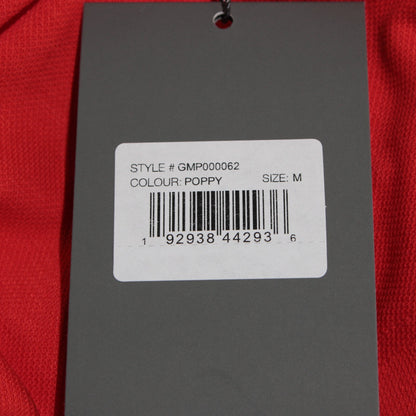 STYLE # GMP000062
COLOUR: POPPY SIZE: M
1 92938 44293 6